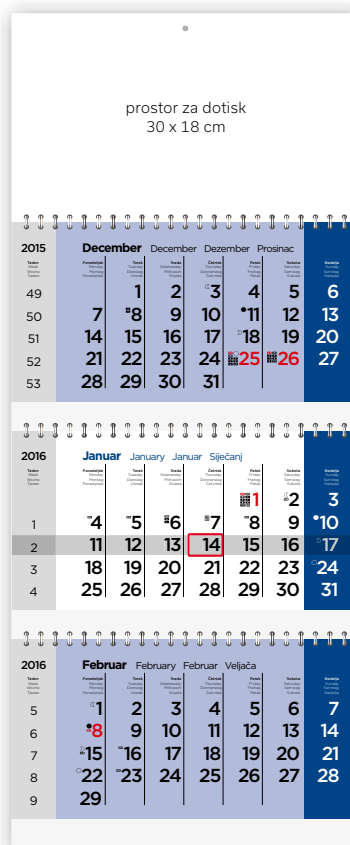 prostor za dotisk
30 x 18 cm
2015 December December Dezember Prosinac
49 1 2 3 4 5 6
50 7 8 9 10 11 12 13
51 14 15 16 17 18 19 20
52 21 22 23 24 25 26 27
53 28 29 30 31
2016 Januar January Januar Siječanj
1 2 3
1 4 5 6 7 8 9 10
2 11 12 13 14 15 16 17
3 18 19 20 21 22 23 24
4 25 26 27 28 29 30 31
2016 Februar February Februar Veljača
5 1 2 3 4 5 6 7
6 8 9 10 11 12 13 14
7 15 16 17 18 19 20 21
8 22 23 24 25 26 27 28
9 29